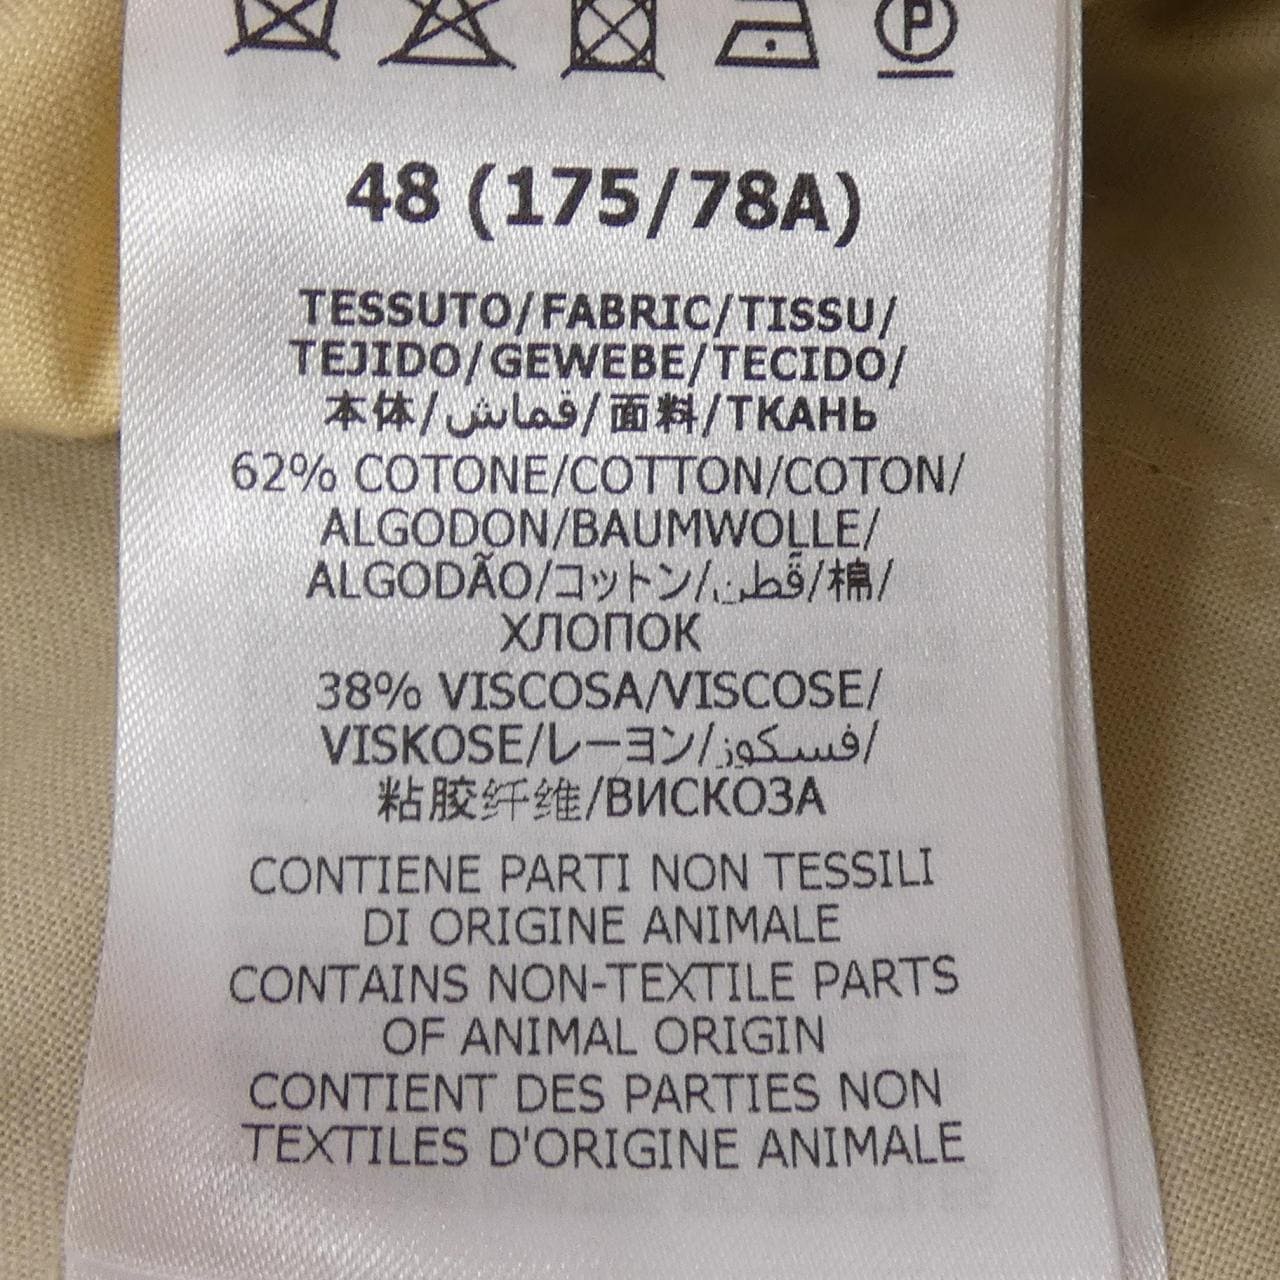 P
48 (175/78A)
TESSUTO/FABRIC/TISSU/
TEJIDO/GEWEBE/TECIDO/
本体/قماش/面料/ТКАНЬ
62% COTONE/COTTON/COTON/
ALGODON/BAUMWOLLE/
ALGODÃO/コットン/قطن/棉/
ХЛОПОК
38% VISCOSA/VISCOSE/
VISKOSE/レーヨン/فسكوز/
粘胶纤维/ВИСКОЗА
CONTIENE PARTI NON TESSILI
DI ORIGINE ANIMALE
CONTAINS NON-TEXTILE PARTS
OF ANIMAL ORIGIN
CONTIENT DES PARTIES NON
TEXTILES D'ORIGINE ANIMALE